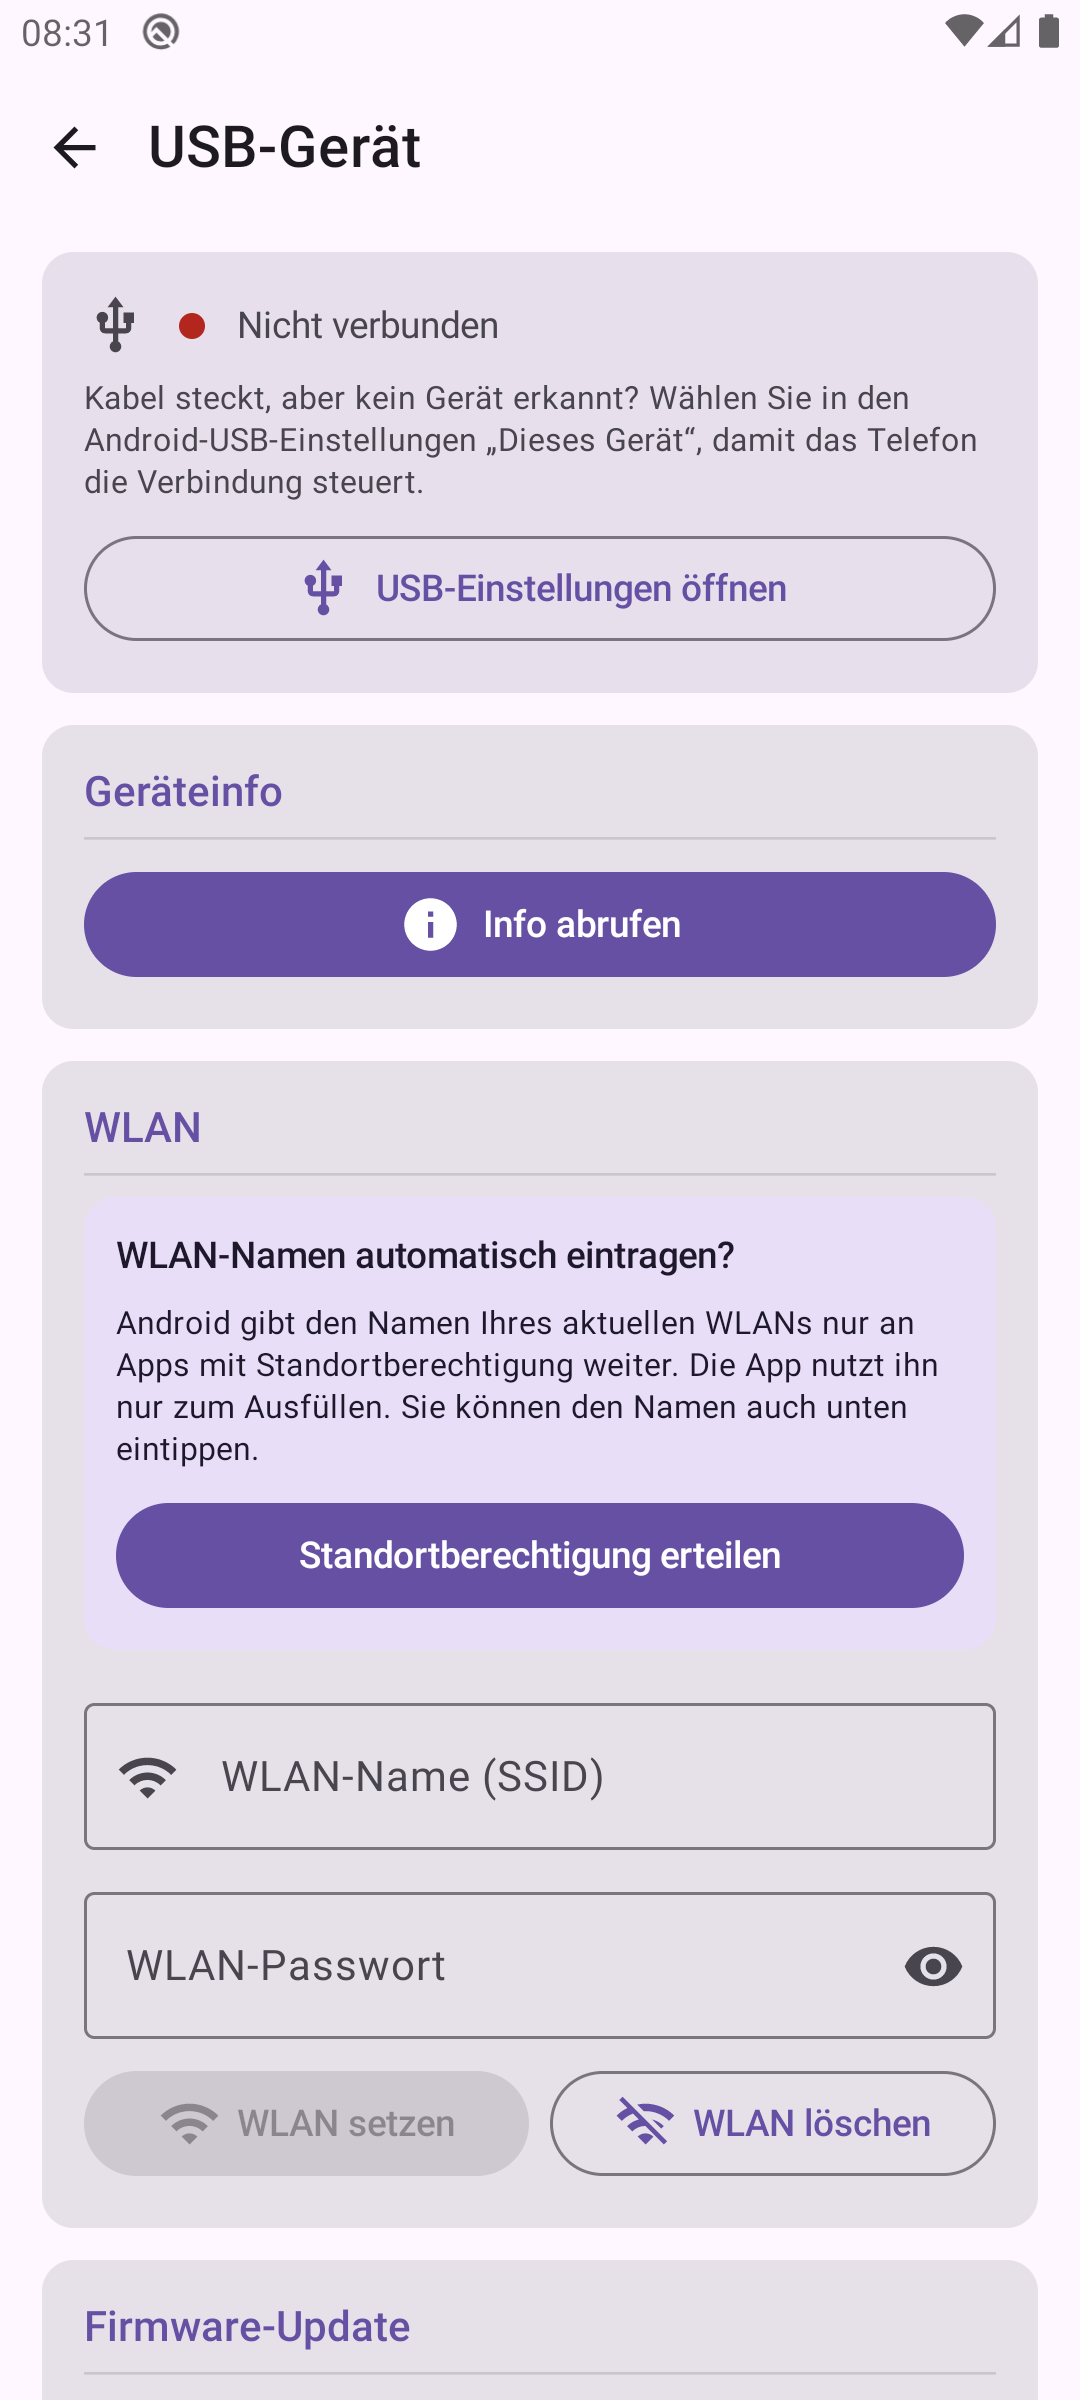 08:31
USB-Gerät
Nicht verbunden
Kabel steckt, aber kein Gerät erkannt? Wählen Sie in den
Android-USB-Einstellungen „Dieses Gerät“, damit das Telefon
die Verbindung steuert.
USB-Einstellungen öffnen
Geräteinfo
Info abrufen
WLAN
WLAN-Namen automatisch eintragen?
Android gibt den Namen Ihres aktuellen WLANs nur an
Apps mit Standortberechtigung weiter. Die App nutzt ihn
nur zum Ausfüllen. Sie können den Namen auch unten
eintippen.
Standortberechtigung erteilen
WLAN-Name (SSID)
WLAN-Passwort
WLAN setzen
WLAN löschen
Firmware-Update